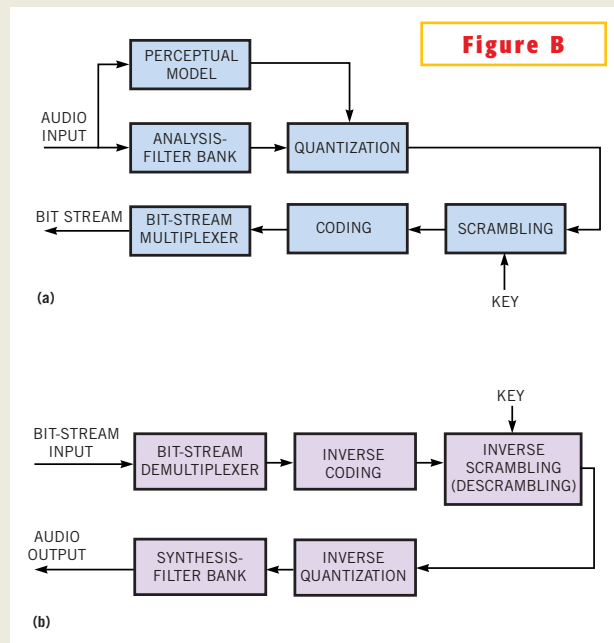 Figure B
PERCEPTUAL
MODEL
AUDIO
INPUT
ANALYSIS-
FILTER BANK
QUANTIZATION
BIT STREAM
BIT-STREAM
MULTIPLEXER
CODING
SCRAMBLING
KEY
(a)
KEY
BIT-STREAM
INPUT
BIT-STREAM
DEMULTIPLEXER
INVERSE
CODING
INVERSE
SCRAMBLING
(DESCRAMBLING)
AUDIO
OUTPUT
SYNTHESIS-
FILTER BANK
INVERSE
QUANTIZATION
(b)